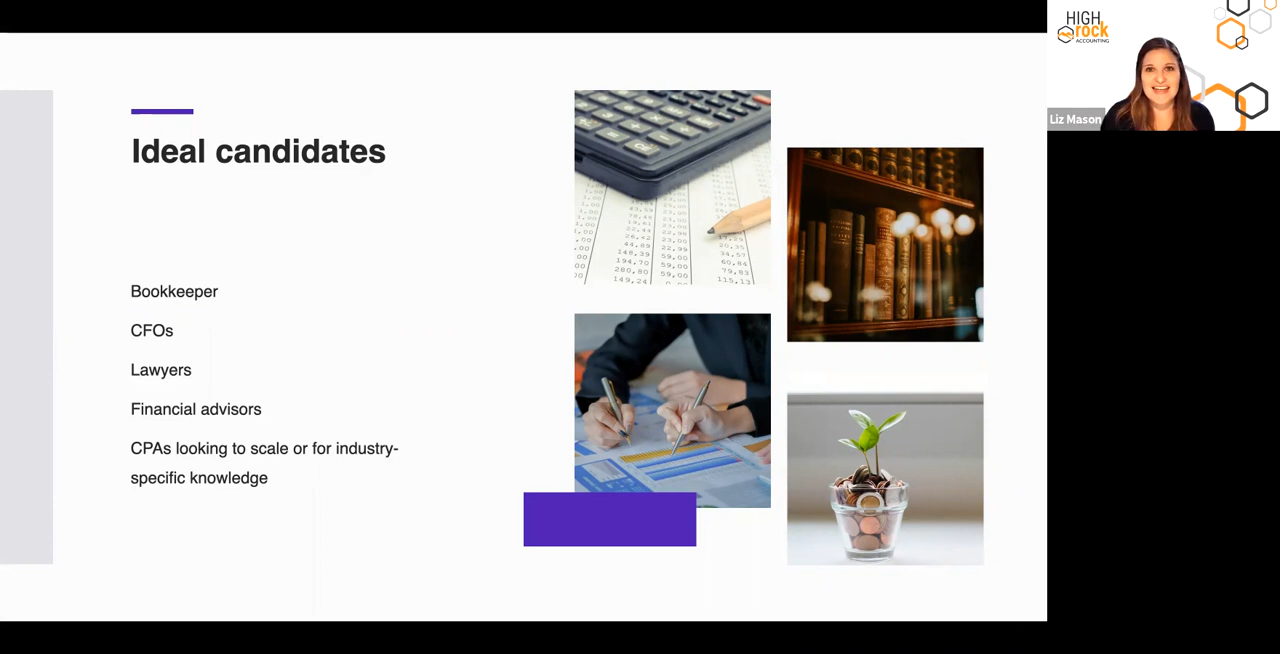 Ideal candidates
Bookkeeper
CFOs
Lawyers
Financial advisors
CPAs looking to scale or for industry-
specific knowledge
HIGH
rock
ACCOUNTING
Liz Mason